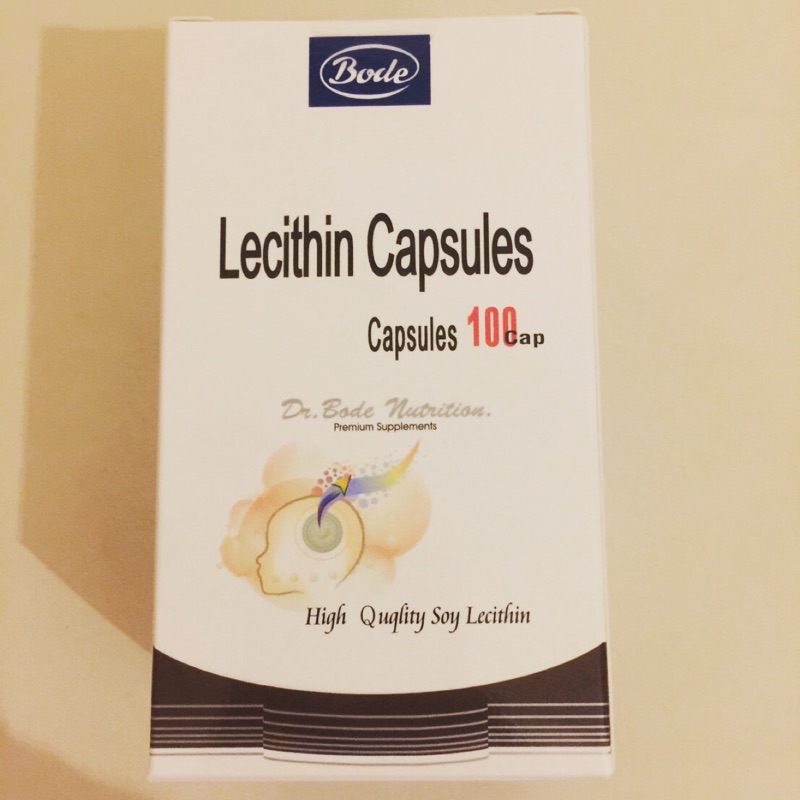 Bode
Lecithin Capsules
Capsules 100Cap
Dr.Bode Nutrition.
Premium Supplements
High Quqlity Soy Lecithin